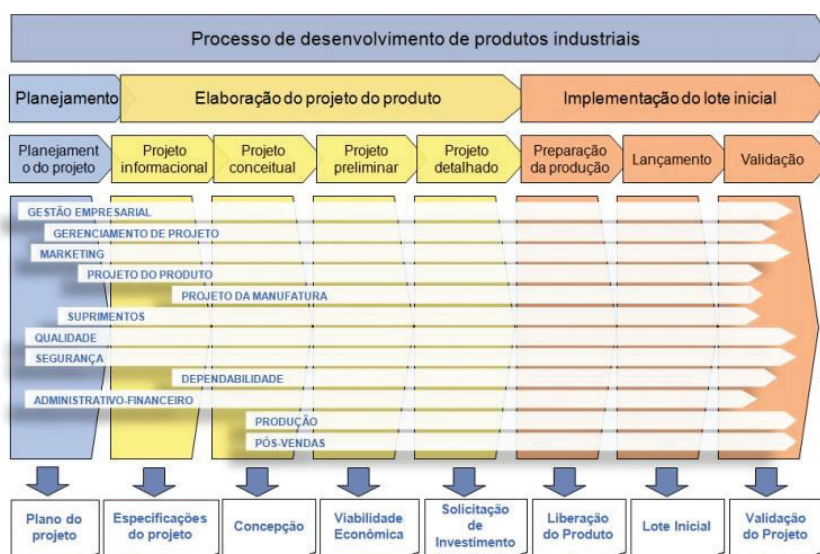 Processo de desenvolvimento de produtos industriais
Planejamento
Elaboração do projeto do produto
Implementação do lote inicial
Planejament
o do projeto
Projeto
informacional
Projeto
conceitual
Projeto
preliminar
Projeto
detalhado
Preparação
da produção
Lançamento
Validação
GESTÃO EMPRESARIAL
GERENCIAMENTO DE PROJETO
MARKETING
PROJETO DO PRODUTO
PROJETO DA MANUFATURA
SUPRIMENTOS
QUALIDADE
SEGURANÇA
DEPENDABILIDADE
ADMINISTRATIVO-FINANCEIRO
PRODUÇÃO
PÓS-VENDAS
Plano do
projeto
Especificações
do projeto
Concepção
Viabilidade
Econômica
Solicitação
de
Investimento
Liberação
do Produto
Lote Inicial
Validação
do Projeto